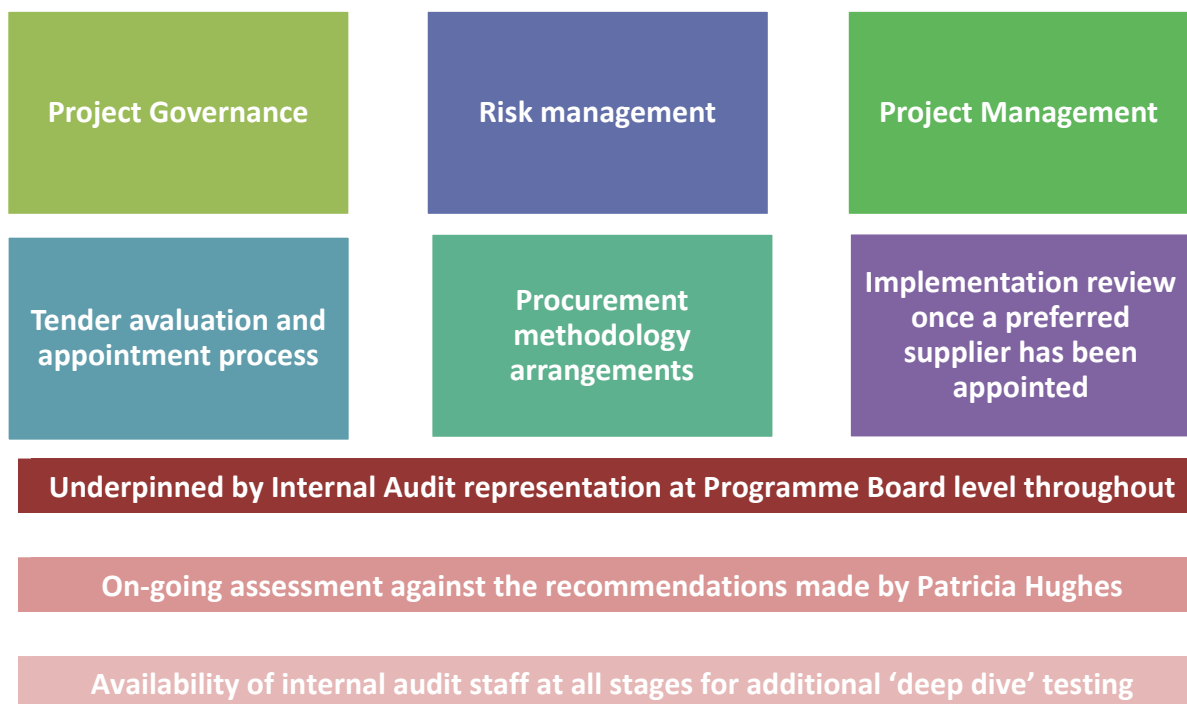 Project Governance
Risk management
Project Management
Tender avaluation and
appointment process
Procurement
methodology
arrangements
Implementation review
once a preferred
supplier has been
appointed
Underpinned by Internal Audit representation at Programme Board level throughout
On-going assessment against the recommendations made by Patricia Hughes
Availability of internal audit staff at all stages for additional ‘deep dive’ testing